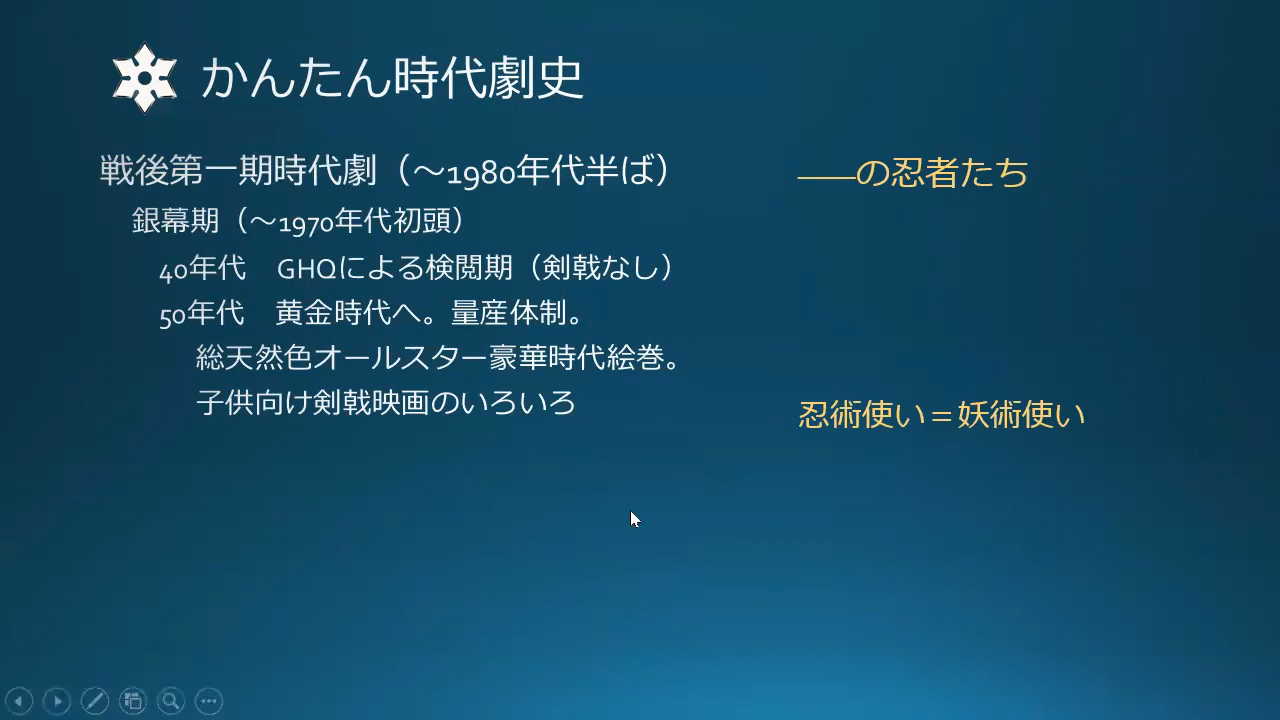 かんたん時代劇史
戦後第一期時代劇（～1980年代半ば）
――の忍者たち
銀幕期（～1970年代初頭）
40年代　GHQによる検閲期（剣戟なし）
50年代　黄金時代へ。量産体制。
総天然色オールスター豪華時代絵巻。
子供向け剣戟映画のいろいろ
忍術使い＝妖術使い